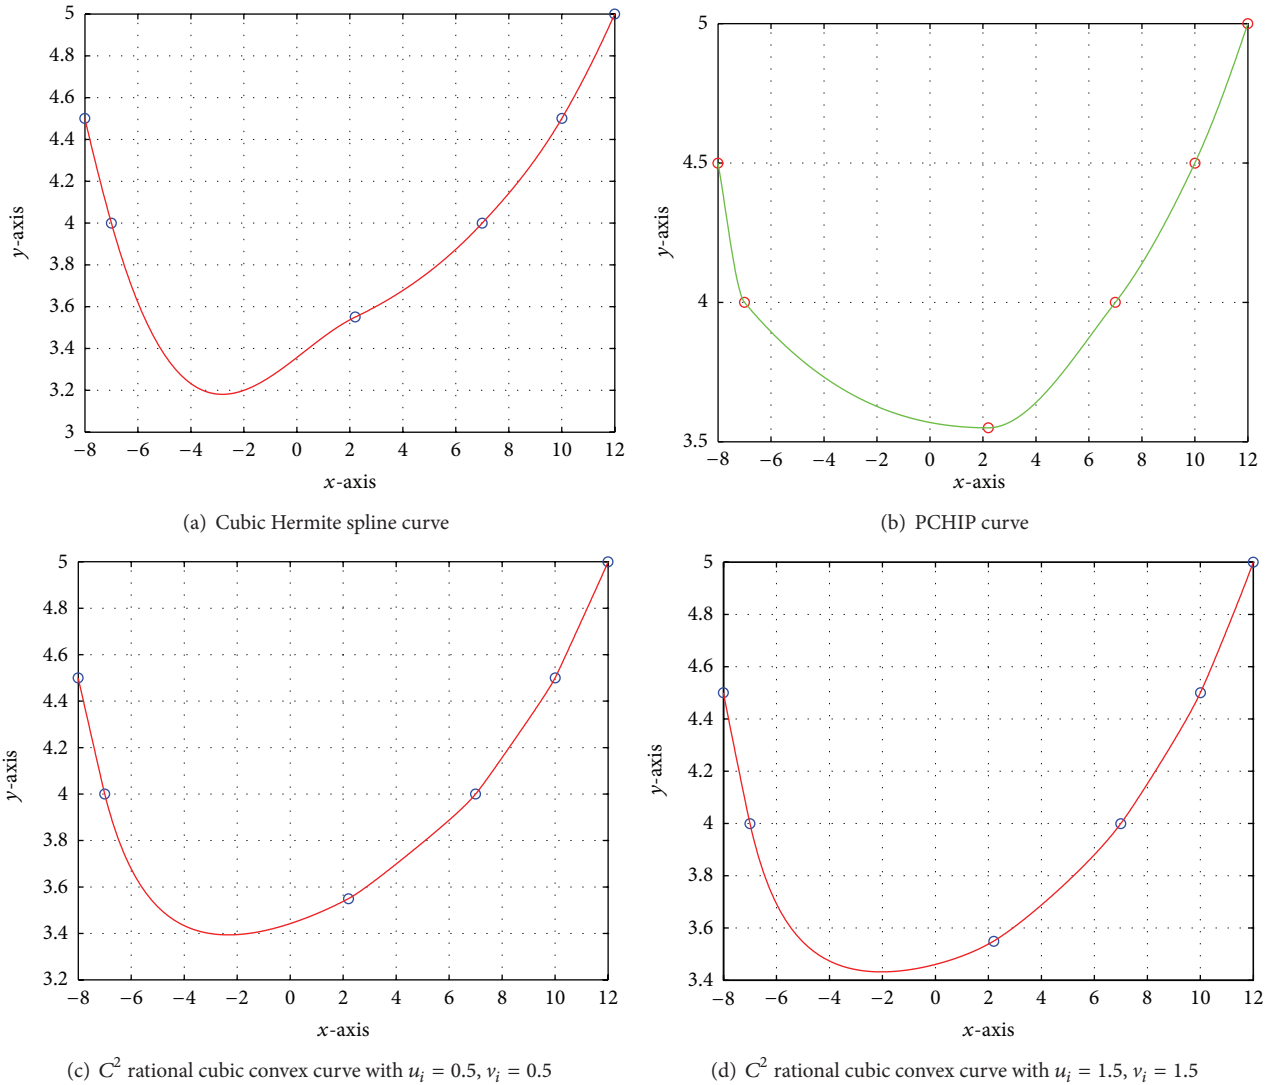 5
4.8
4.6
4.4
4.2
4
3.8
3.6
3.4
3.2
3
−8 −6 −4 −2 0 2 4 6 8 10 12
x-axis
y-axis
(a) Cubic Hermite spline curve
5
4.5
4
3.5
−8 −6 −4 −2 0 2 4 6 8 10 12
x-axis
y-axis
(b) PCHIP curve
5
4.8
4.6
4.4
4.2
4
3.8
3.6
3.4
3.2
−8 −6 −4 −2 0 2 4 6 8 10 12
x-axis
y-axis
(c) C² rational cubic convex curve with uᵢ = 0.5, vᵢ = 0.5
5
4.8
4.6
4.4
4.2
4
3.8
3.6
3.4
−8 −6 −4 −2 0 2 4 6 8 10 12
x-axis
y-axis
(d) C² rational cubic convex curve with uᵢ = 1.5, vᵢ = 1.5